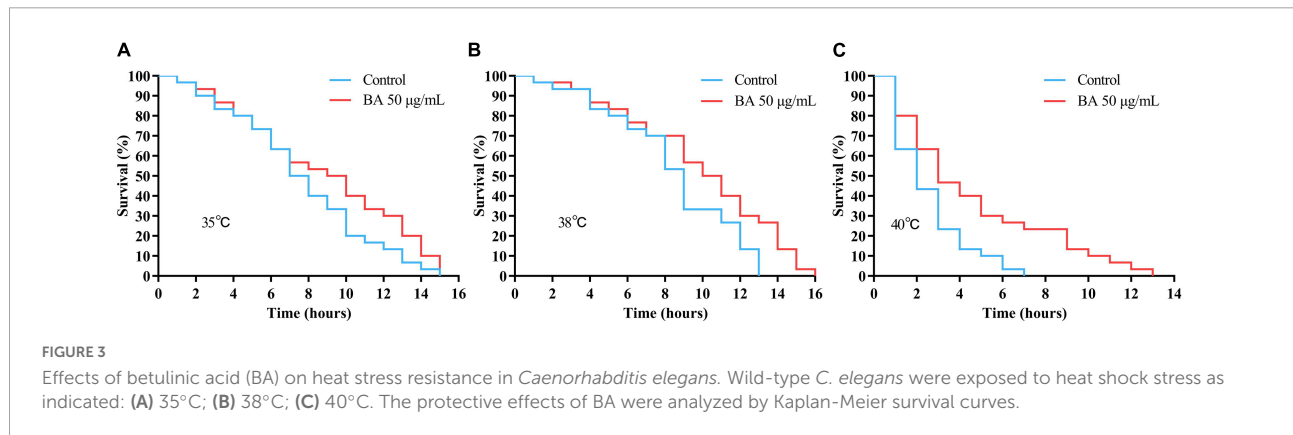 A
100
90
80
70
60
50
40
30
20
10
0
Survival (%)
Control
BA 50 μg/mL
35°C
0 2 4 6 8 10 12 14 16
Time (hours)
B
100
90
80
70
60
50
40
30
20
10
0
Survival (%)
Control
BA 50 μg/mL
38°C
0 2 4 6 8 10 12 14 16
Time (hours)
C
100
90
80
70
60
50
40
30
20
10
0
Survival (%)
Control
BA 50 μg/mL
40°C
0 2 4 6 8 10 12 14
Time (hours)
FIGURE 3
Effects of betulinic acid (BA) on heat stress resistance in Caenorhabditis elegans. Wild-type C. elegans were exposed to heat shock stress as
indicated: (A) 35°C; (B) 38°C; (C) 40°C. The protective effects of BA were analyzed by Kaplan-Meier survival curves.